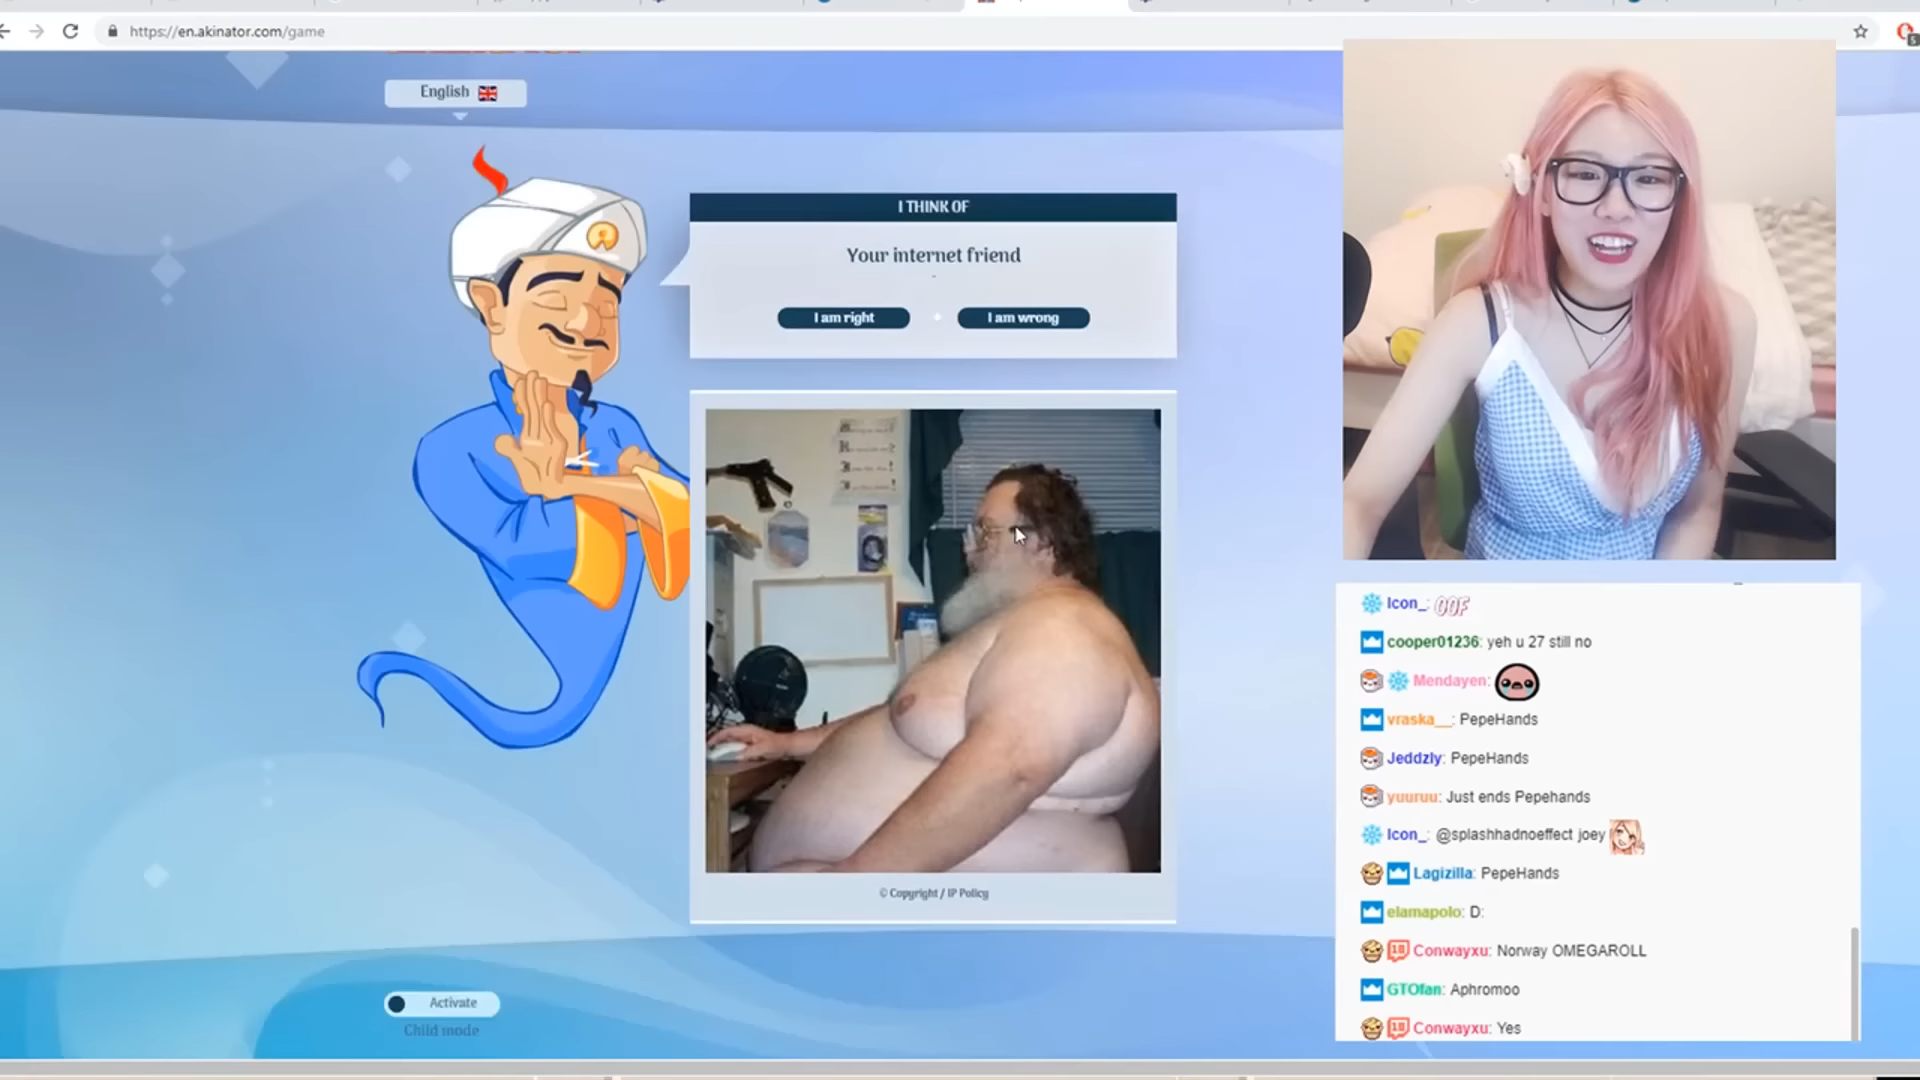 https://en.akinator.com/game
English
I THINK OF
Your internet friend
-
I am right
I am wrong
© Copyright / IP Policy
Activate
Child mode
Icon_: OOF
cooper01236: yeh u 27 still no
Mendayen:
vraska__: PepeHands
Jeddzly: PepeHands
yuuruu: Just ends Pepehands
Icon_: @splashhadnoeffect joey
Lagizilla: PepeHands
elamapolo: D:
Conwayxu: Norway OMEGAROLL
GTOfan: Aphromoo
Conwayxu: Yes